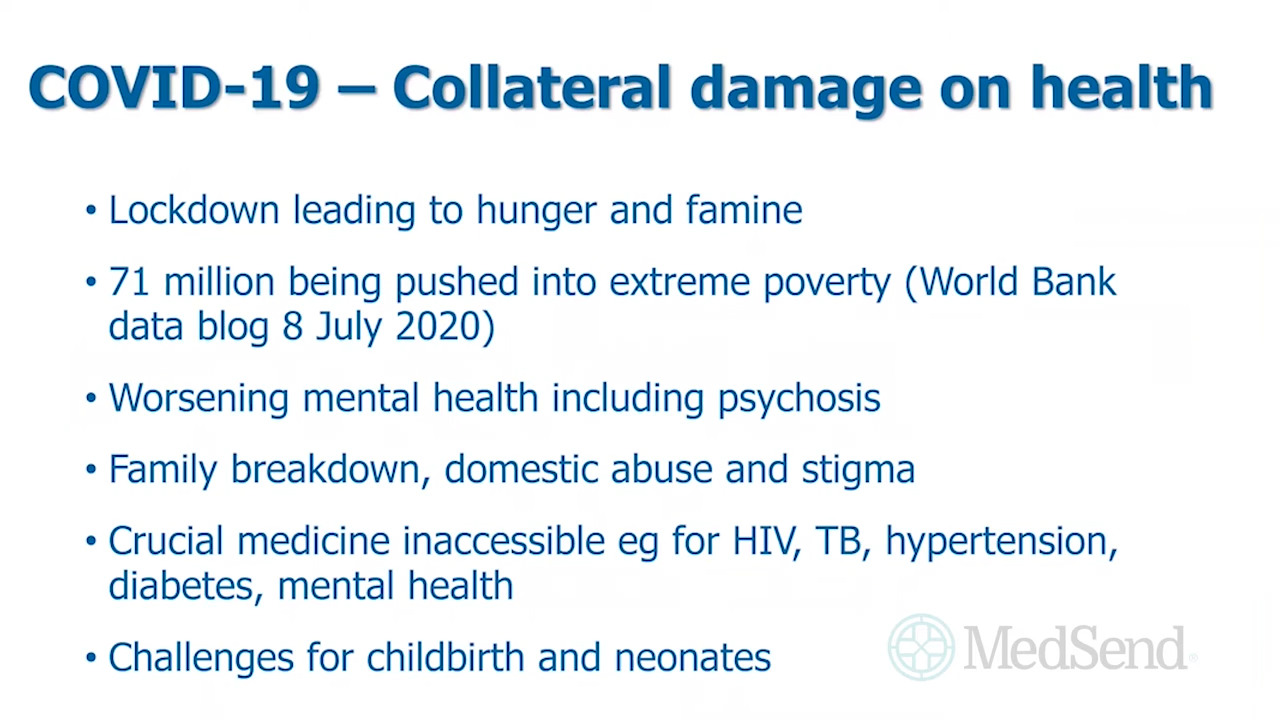 COVID-19 – Collateral damage on health
• Lockdown leading to hunger and famine
• 71 million being pushed into extreme poverty (World Bank
data blog 8 July 2020)
• Worsening mental health including psychosis
• Family breakdown, domestic abuse and stigma
• Crucial medicine inaccessible eg for HIV, TB, hypertension,
diabetes, mental health
• Challenges for childbirth and neonates
MedSend®